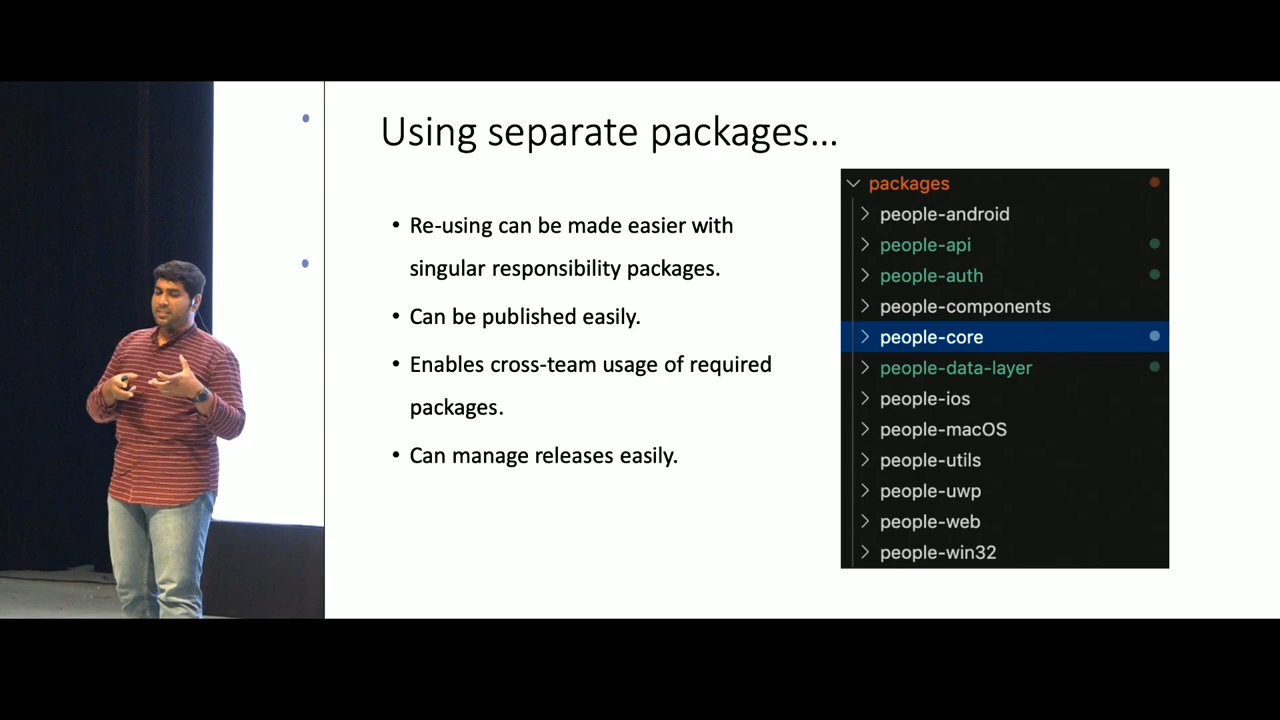 Using separate packages...
• Re-using can be made easier with
singular responsibility packages.
• Can be published easily.
• Enables cross-team usage of required
packages.
• Can manage releases easily.
packages
people-android
people-api
people-auth
people-components
people-core
people-data-layer
people-ios
people-macOS
people-utils
people-uwp
people-web
people-win32